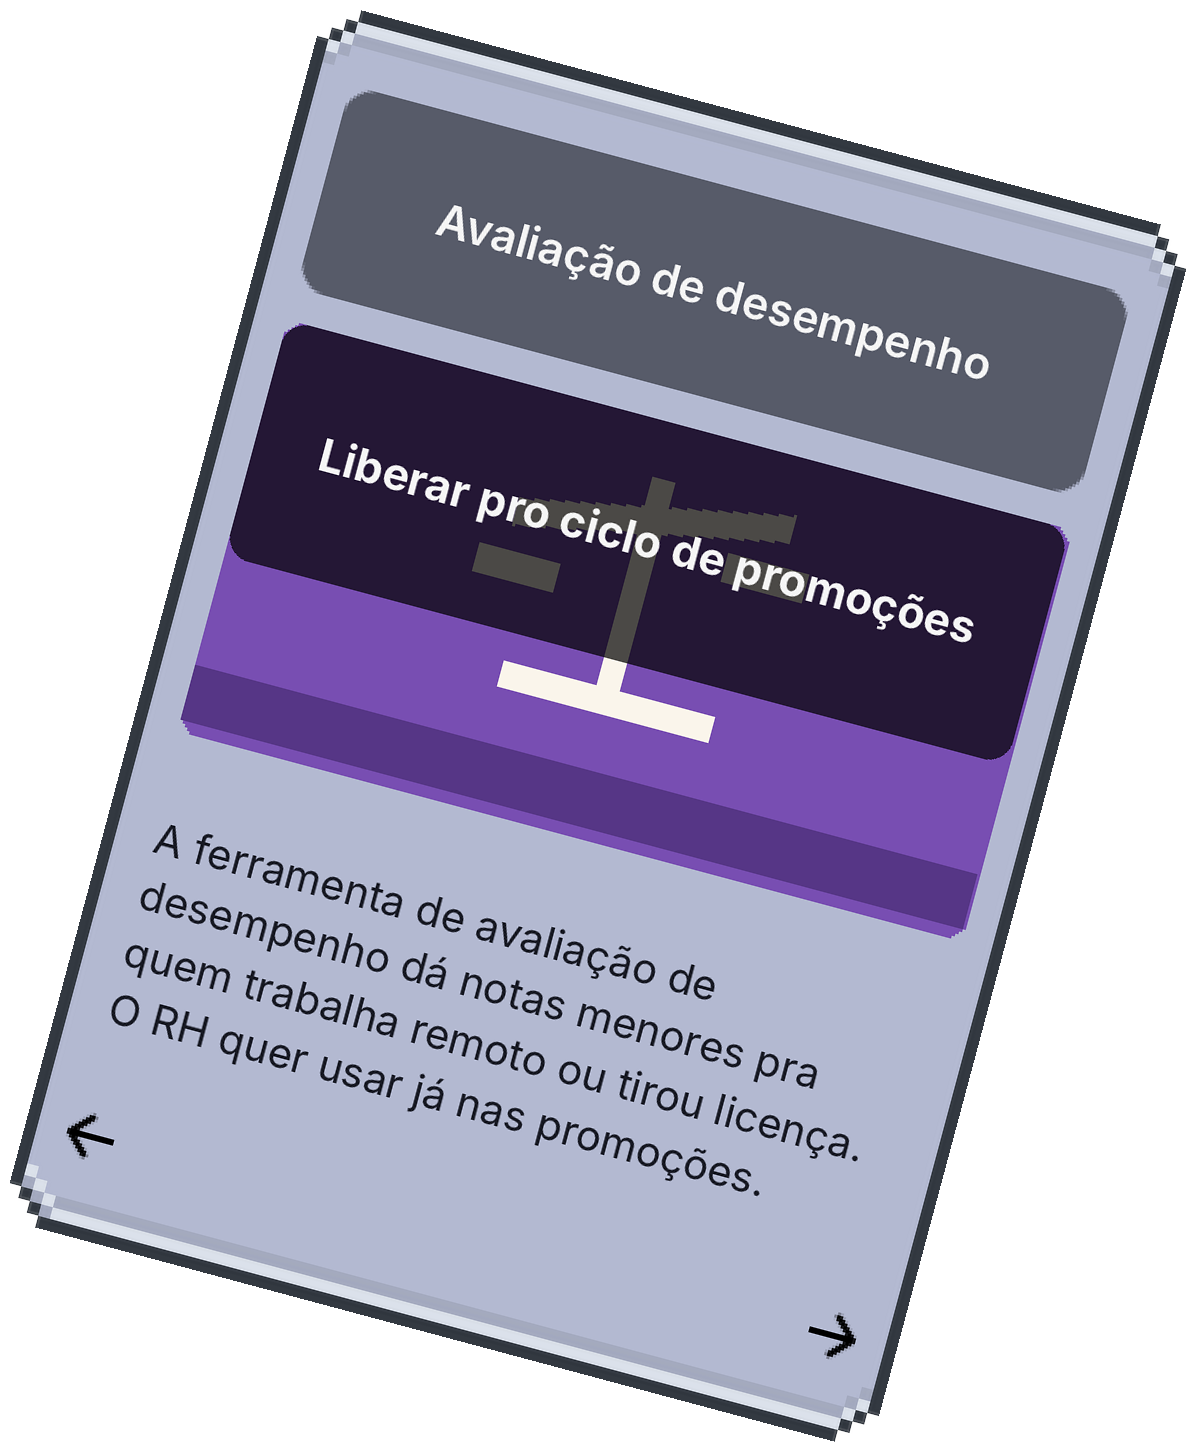 Avaliação de desempenho
Liberar pro ciclo de promoções
A ferramenta de avaliação de
desempenho dá notas menores pra
quem trabalha remoto ou tirou licença.
O RH quer usar já nas promoções.